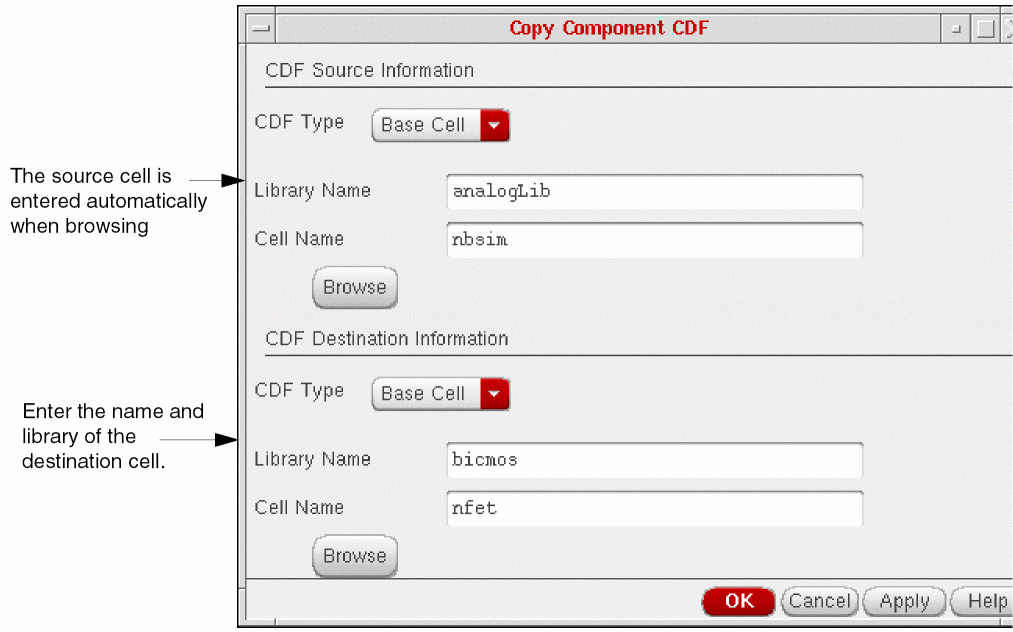 Copy Component CDF
CDF Source Information
CDF Type Base Cell
The source cell is
entered automatically
when browsing
Library Name analogLib
Cell Name nbsim
Browse
CDF Destination Information
CDF Type Base Cell
Enter the name and
library of the
destination cell.
Library Name bicmos
Cell Name nfet
Browse
OK Cancel Apply Help